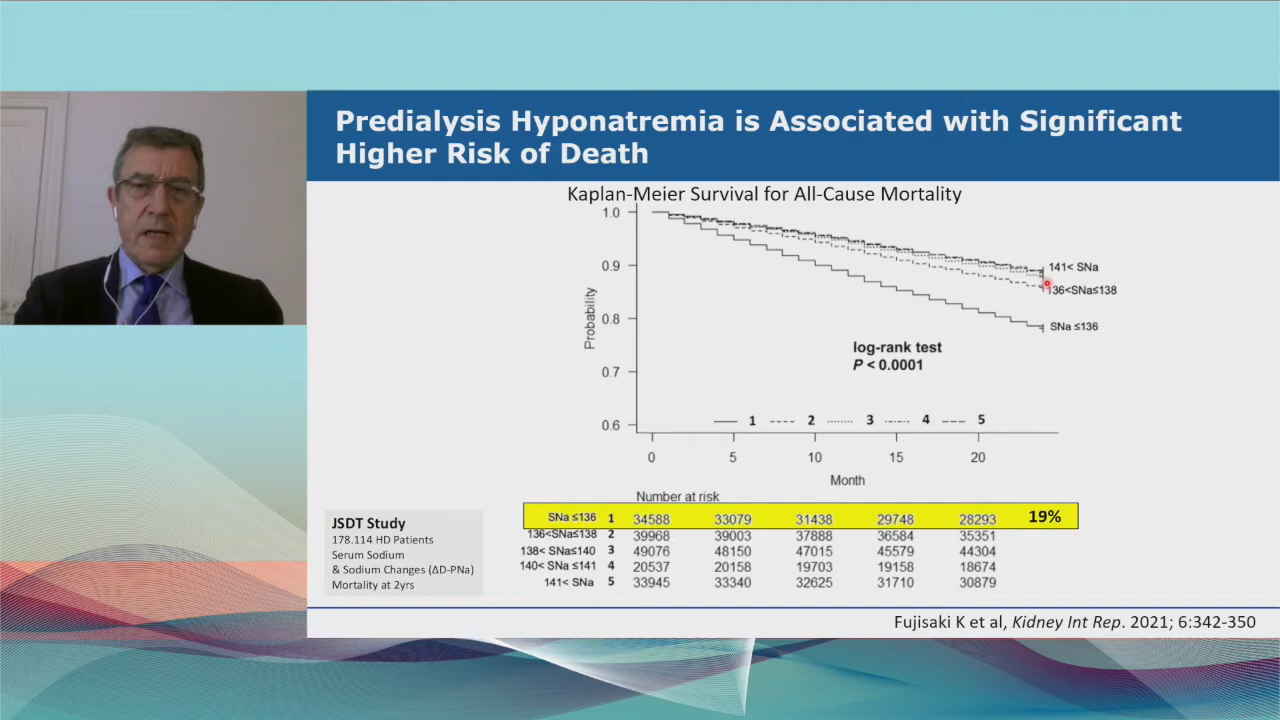 Predialysis Hyponatremia is Associated with Significant
Higher Risk of Death
Kaplan-Meier Survival for All-Cause Mortality
1.0
0.9
0.8
0.7
0.6
Probability
141< SNa
136<SNa≤138
SNa ≤136
log-rank test
P < 0.0001
1 2 3 4 5
0 5 10 15 20
Month
Number at risk
SNa ≤136 1 34588 33079 31438 29748 28293 19%
136<SNa≤138 2 39968 39003 37888 36584 35351
138< SNa≤140 3 49076 48150 47015 45579 44304
140< SNa ≤141 4 20537 20158 19703 19158 18674
141< SNa 5 33945 33340 32625 31710 30879
JSDT Study
178.114 HD Patients
Serum Sodium
& Sodium Changes (ΔD-PNa)
Mortality at 2yrs
Fujisaki K et al, Kidney Int Rep. 2021; 6:342-350